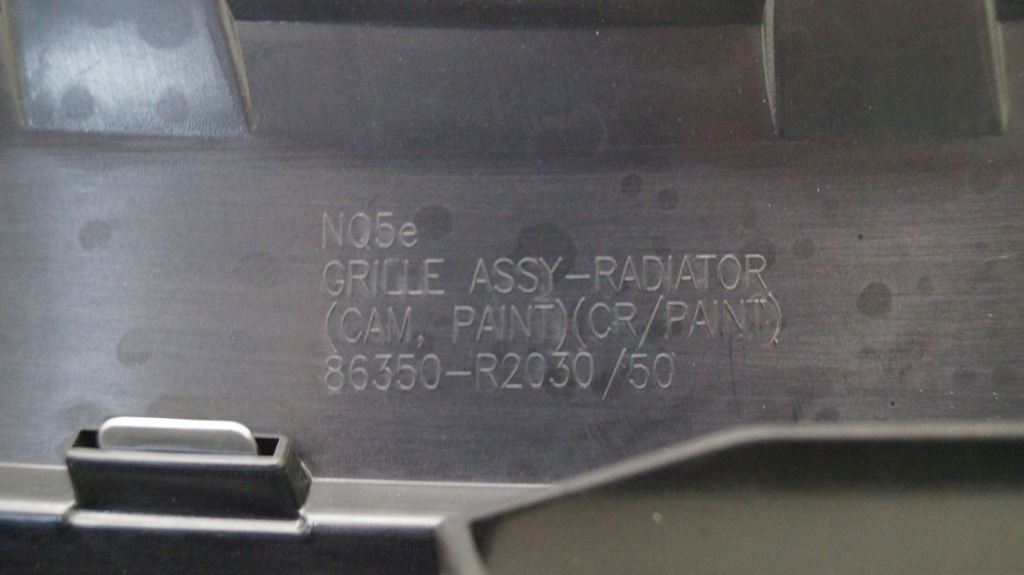 NQ5e
GRILLE ASSY-RADIATOR
(CAM, PAINT)(CR/PAINT)
86350-R2030/50